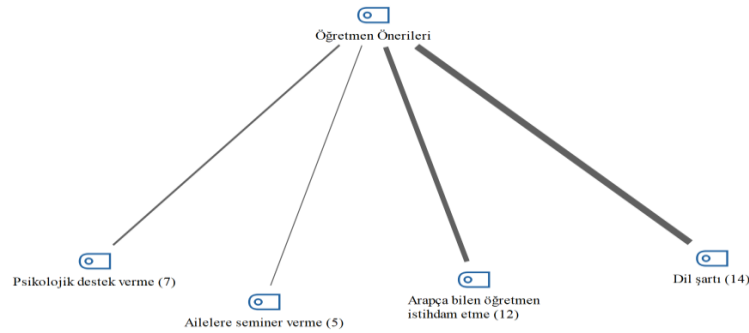 Öğretmen Önerileri
Psikolojik destek verme (7)
Ailelere seminer verme (5)
Arapça bilen öğretmen
istihdam etme (12)
Dil şartı (14)